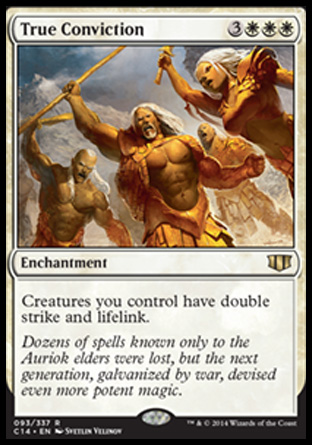 True Conviction 3
Enchantment
Creatures you control have double
strike and lifelink.
Dozens of spells known only to the
Auriok elders were lost, but the next
generation, galvanized by war, devised
even more potent magic.
093/337 R
C14 • EN Svetlin Velinov
™ & © 2014 Wizards of the Coast